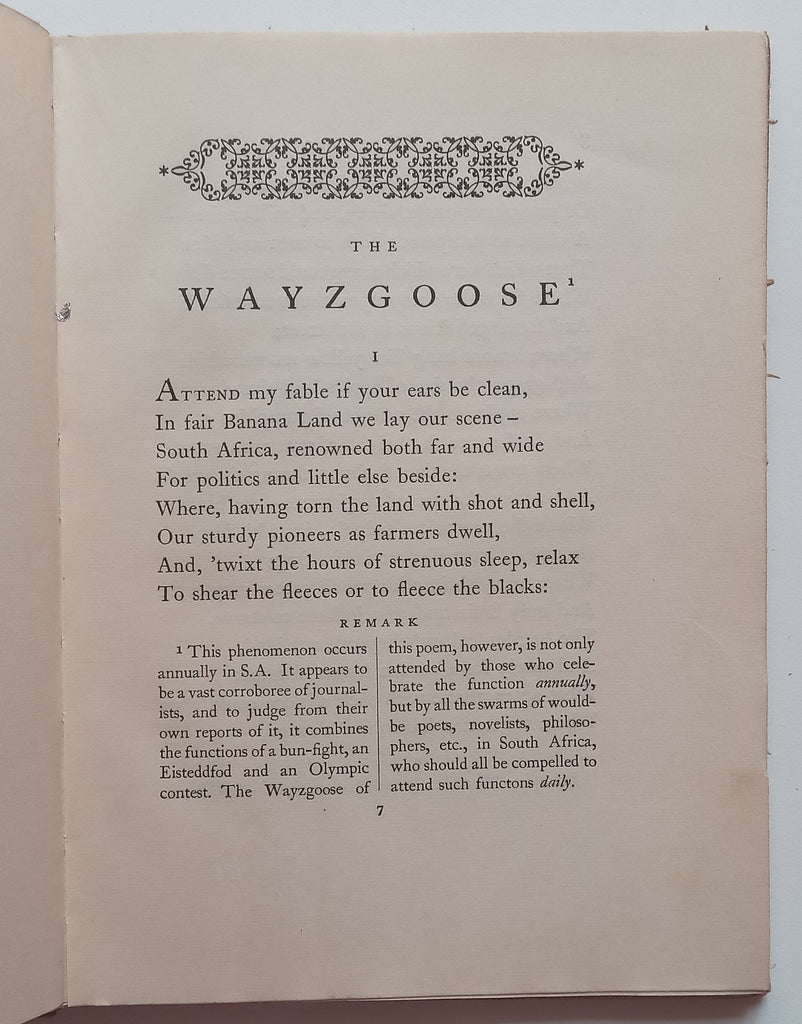 THE
WAYZGOOSE¹
I
ATTEND my fable if your ears be clean,
In fair Banana Land we lay our scene –
South Africa, renowned both far and wide
For politics and little else beside:
Where, having torn the land with shot and shell,
Our sturdy pioneers as farmers dwell,
And, ’twixt the hours of strenuous sleep, relax
To shear the fleeces or to fleece the blacks:
REMARK
¹ This phenomenon occurs
annually in S.A. It appears to
be a vast corroboree of journal-
ists, and to judge from their
own reports of it, it combines
the functions of a bun-fight, an
Eisteddfod and an Olympic
contest. The Wayzgoose of
this poem, however, is not only
attended by those who cele-
brate the function annually,
but by all the swarms of would-
be poets, novelists, philoso-
phers, etc., in South Africa,
who should all be compelled to
attend such functons daily.
7